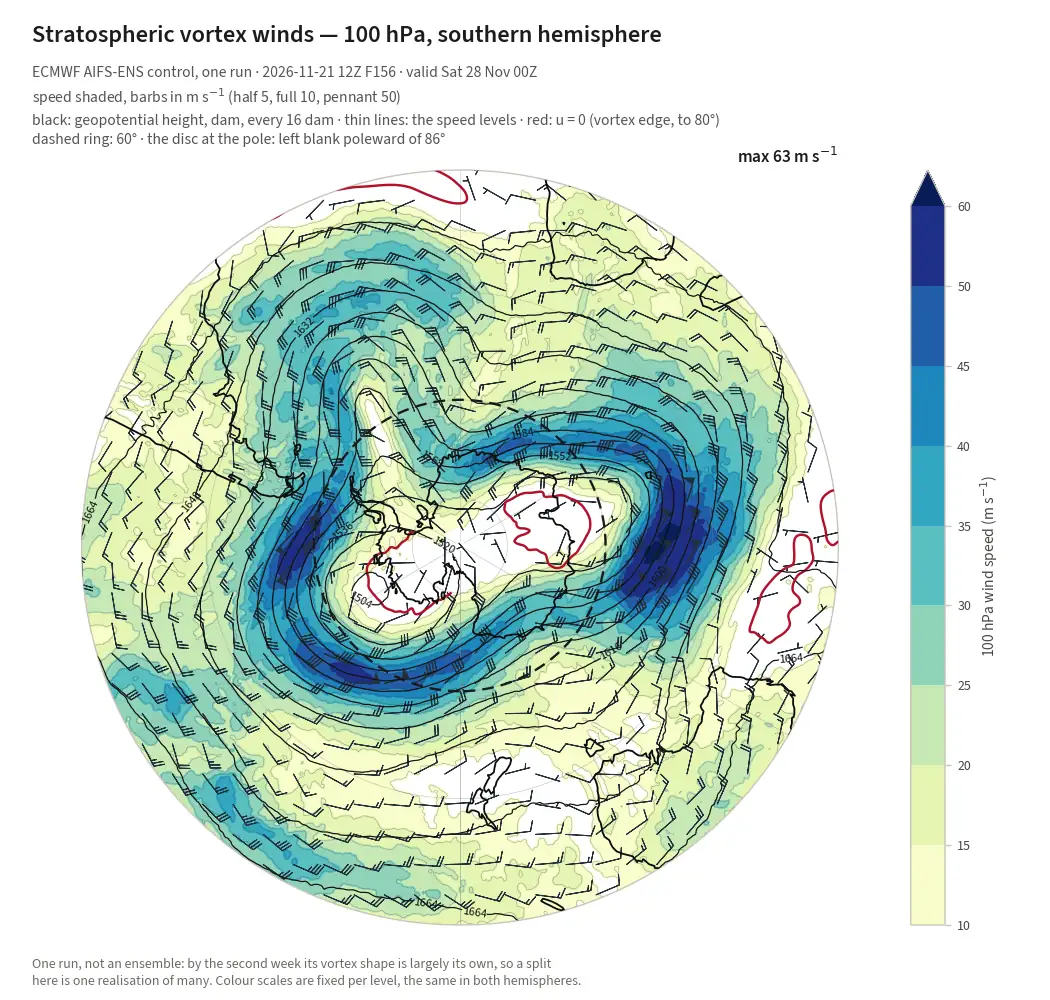 Stratospheric vortex winds — 100 hPa, southern hemisphere
ECMWF AIFS-ENS control, one run · 2026-11-21 12Z F156 · valid Sat 28 Nov 00Z
speed shaded, barbs in m s⁻¹ (half 5, full 10, pennant 50)
black: geopotential height, dam, every 16 dam · thin lines: the speed levels · red: u = 0 (vortex edge, to 80°)
dashed ring: 60° · the disc at the pole: left blank poleward of 86°
max 63 m s⁻¹
60
50
45
40
35
30
25
20
15
10
100 hPa wind speed (m s⁻¹)
1632
1584
1552
1648
1664
1520
1504
1600
1664
1664
1664
One run, not an ensemble: by the second week its vortex shape is largely its own, so a split
here is one realisation of many. Colour scales are fixed per level, the same in both hemispheres.